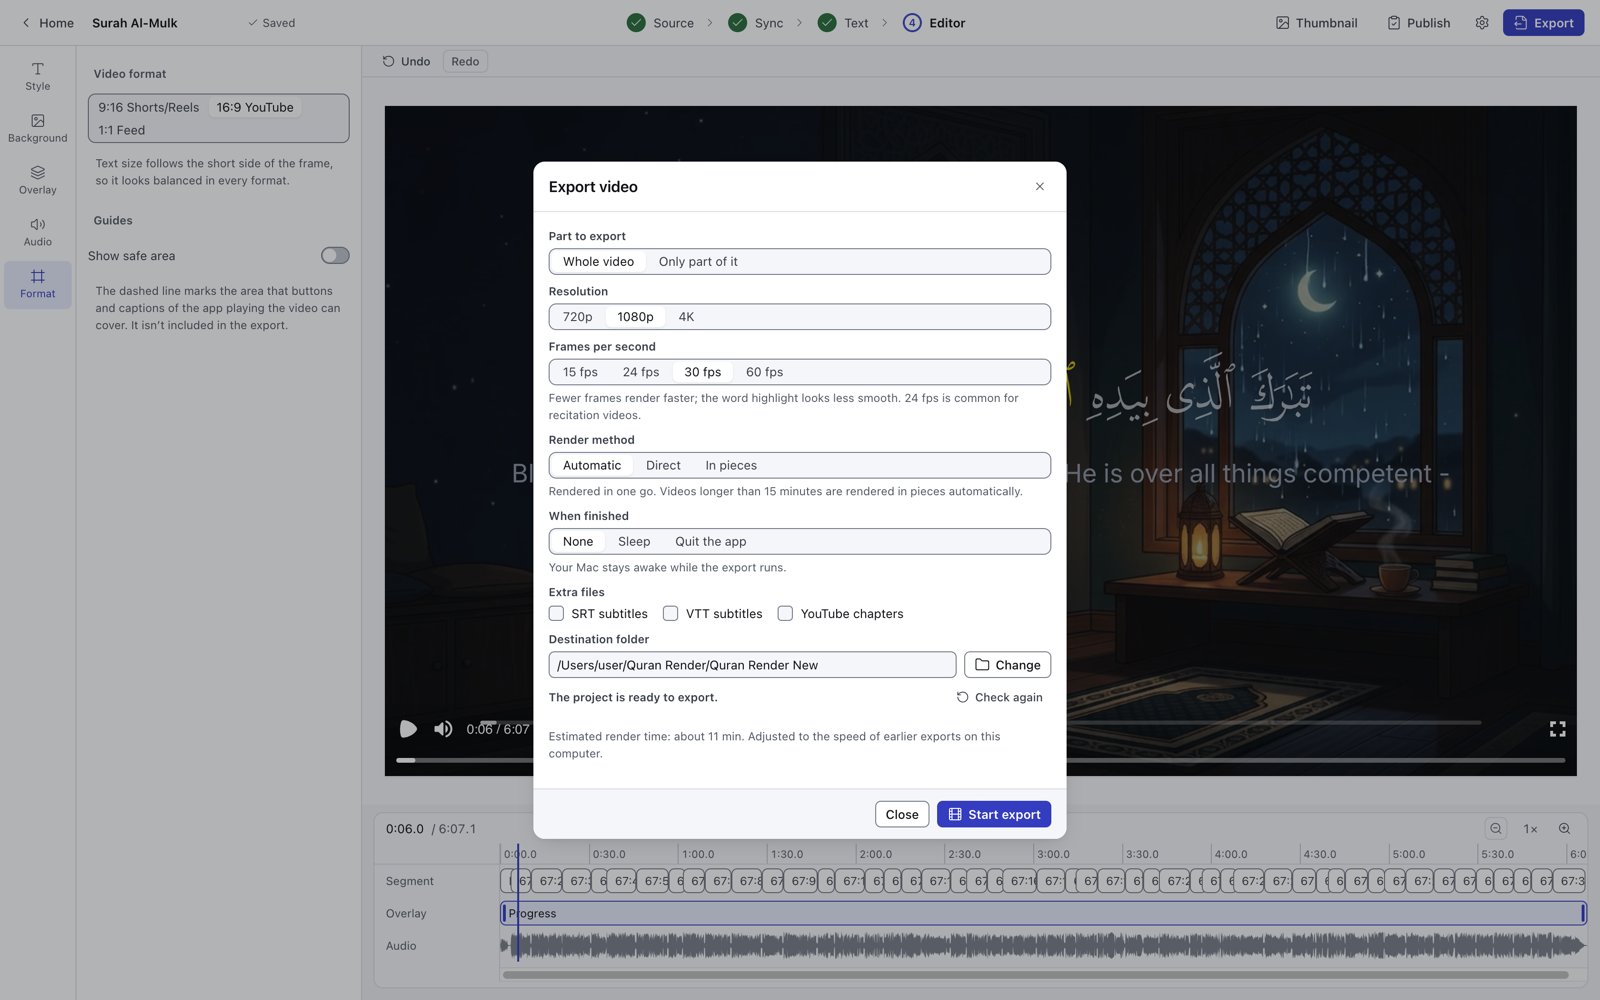 Home
Surah Al-Mulk
Saved
Source
Sync
Text
4
Editor
Thumbnail
Publish
Export
Style
Background
Overlay
Audio
Format
Video format
9:16 Shorts/Reels
16:9 YouTube
1:1 Feed
Text size follows the short side of the frame,
so it looks balanced in every format.
Guides
Show safe area
The dashed line marks the area that buttons
and captions of the app playing the video can
cover. It isn't included in the export.
Undo
Redo
تَبَٰرَكَ ٱلَّذِى بِيَدِهِ
He is over all things competent -
0:06 / 6:07
Export video
Part to export
Whole video
Only part of it
Resolution
720p
1080p
4K
Frames per second
15 fps
24 fps
30 fps
60 fps
Fewer frames render faster; the word highlight looks less smooth. 24 fps is common for
recitation videos.
Render method
Automatic
Direct
In pieces
Rendered in one go. Videos longer than 15 minutes are rendered in pieces automatically.
When finished
None
Sleep
Quit the app
Your Mac stays awake while the export runs.
Extra files
SRT subtitles
VTT subtitles
YouTube chapters
Destination folder
/Users/user/Quran Render/Quran Render New
Change
The project is ready to export.
Check again
Estimated render time: about 11 min. Adjusted to the speed of earlier exports on this
computer.
Close
Start export
0:06.0 / 6:07.1
1×
0:00.0
0:30.0
1:00.0
1:30.0
2:00.0
2:30.0
3:00.0
3:30.0
4:00.0
4:30.0
5:00.0
5:30.0
Segment
Overlay
Progress
Audio